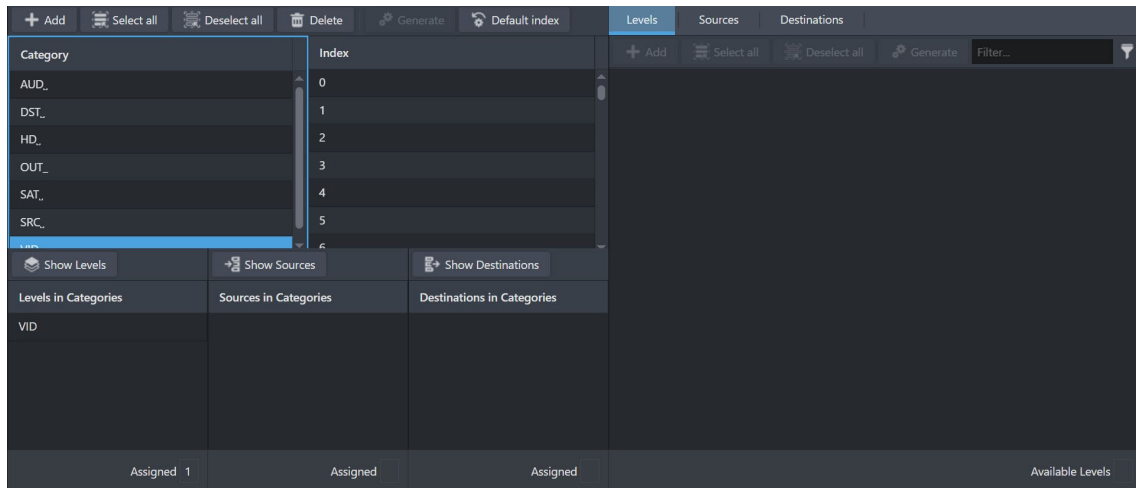 Add Select all Deselect all Delete Generate Default index
Category
AUD_
DST_
HD_
OUT_
SAT_
SRC_
VID
Index
0
1
2
3
4
5
6
Show Levels Show Sources Show Destinations
Levels in Categories Sources in Categories Destinations in Categories
VID
Assigned 1 Assigned Assigned
Levels Sources Destinations
Add Select all Deselect all Generate Filter...
Available Levels